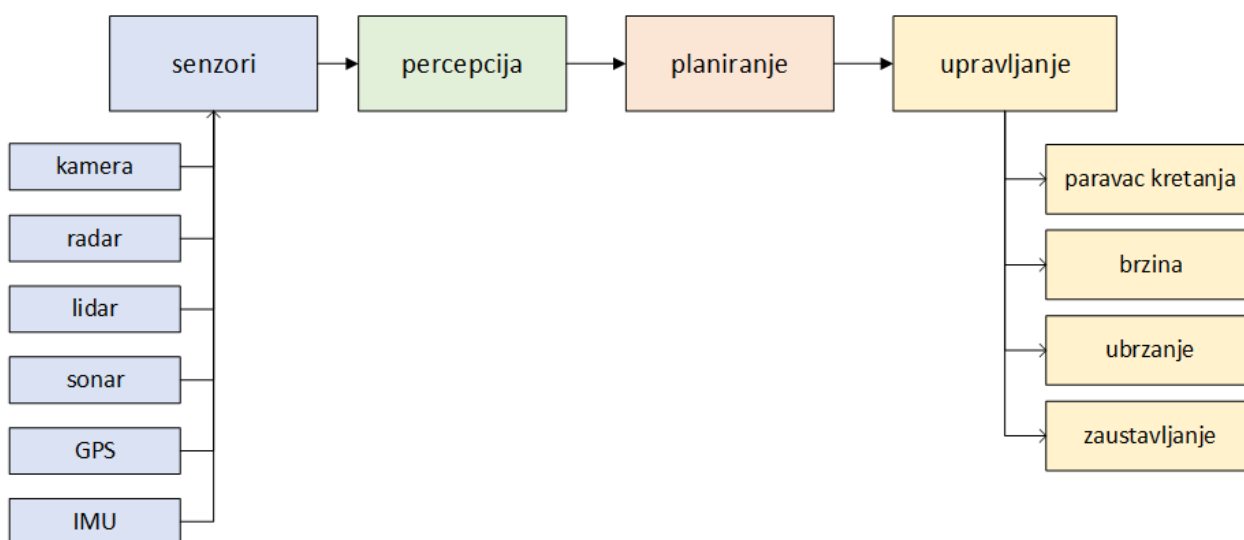 senzori
percepcija
planiranje
upravljanje
kamera
radar
lidar
sonar
GPS
IMU
paravac kretanja
brzina
ubrzanje
zaustavljanje